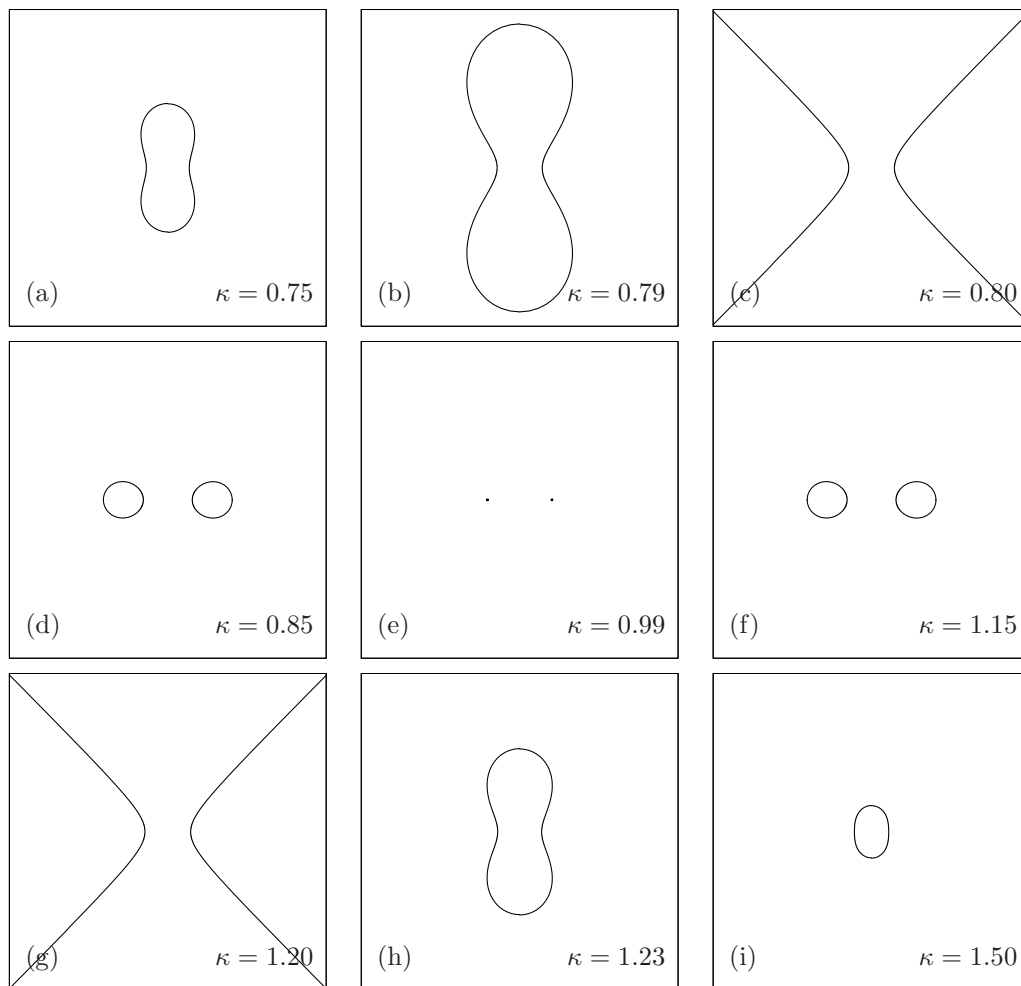 (a) κ = 0.75
(b) κ = 0.79
(c) κ = 0.80
(d) κ = 0.85
(e) κ = 0.99
(f) κ = 1.15
(g) κ = 1.20
(h) κ = 1.23
(i) κ = 1.50